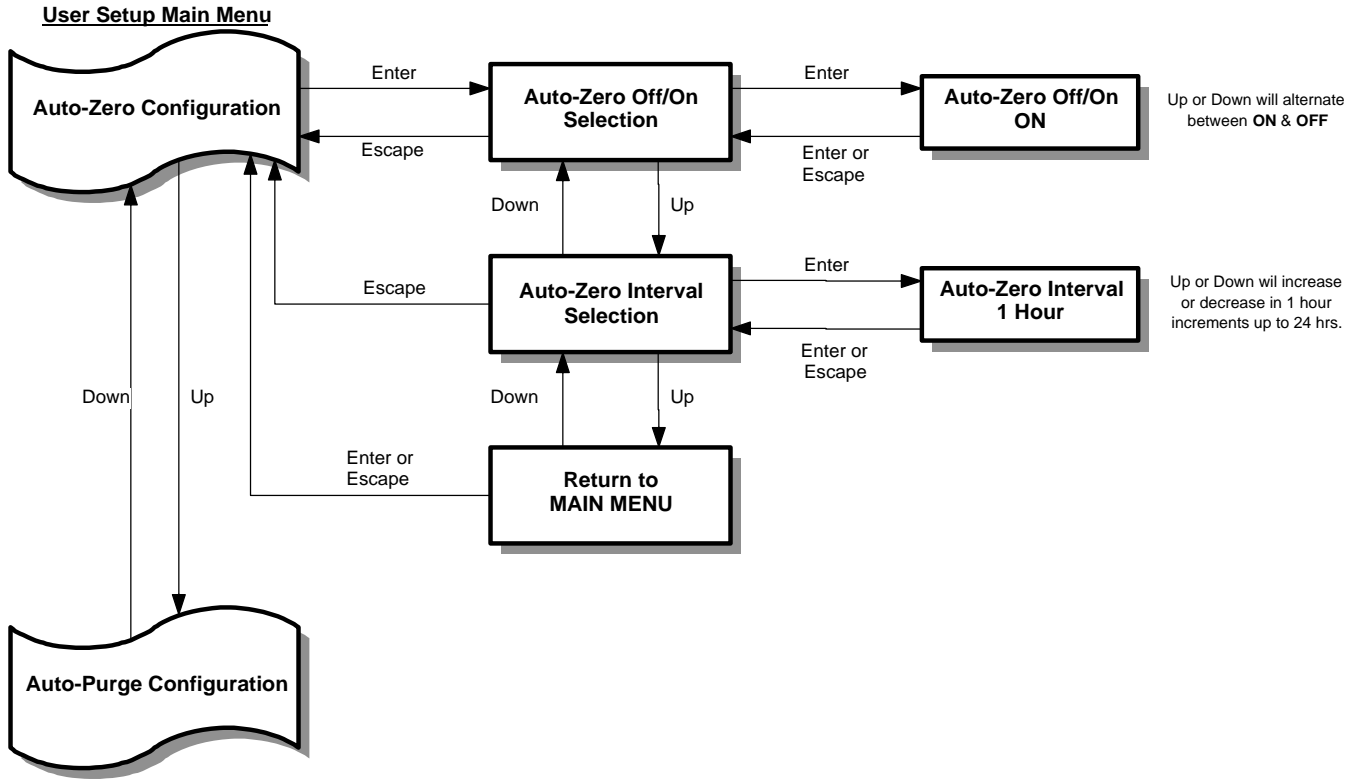 User Setup Main Menu
Auto-Zero Configuration
Enter
Escape
Auto-Zero Off/On
Selection
Enter
Enter or
Escape
Auto-Zero Off/On
ON
Up or Down will alternate
between ON & OFF
Down
Up
Escape
Auto-Zero Interval
Selection
Enter
Enter or
Escape
Auto-Zero Interval
1 Hour
Up or Down wil increase
or decrease in 1 hour
increments up to 24 hrs.
Down
Up
Down
Up
Enter or
Escape
Return to
MAIN MENU
Auto-Purge Configuration